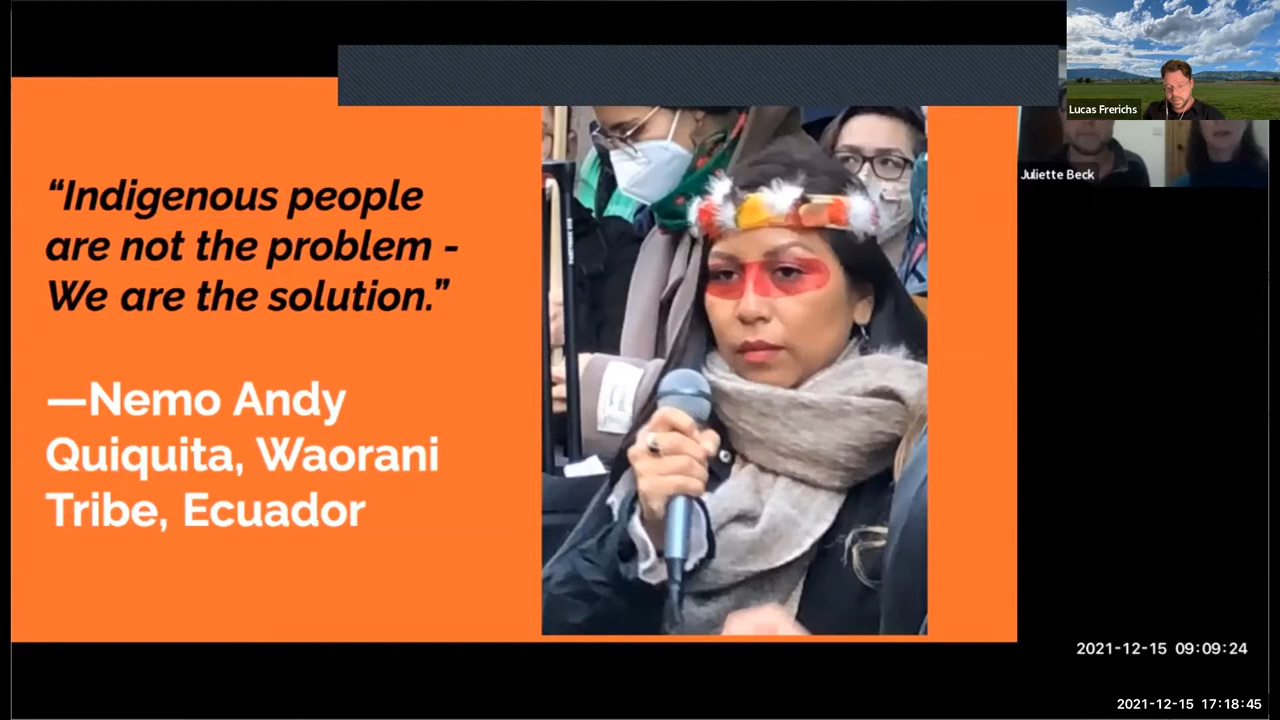 “Indigenous people
are not the problem -
We are the solution.”
—Nemo Andy
Quiquita, Waorani
Tribe, Ecuador
Lucas Frerichs
Juliette Beck
2021-12-15 09:09:24
2021-12-15 17:18:45